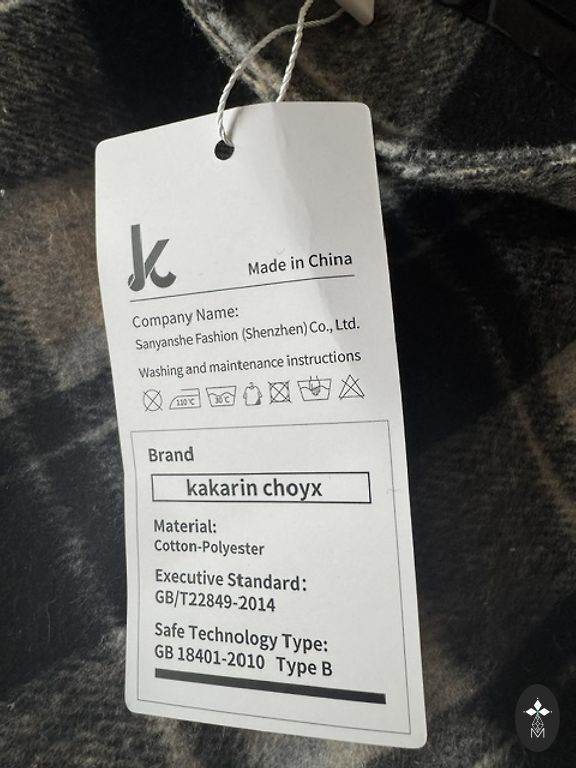 k
Made in China
Company Name:
Sanyanshe Fashion (Shenzhen) Co., Ltd.
Washing and maintenance instructions
110℃ 30℃
Brand
kakarin choyx
Material:
Cotton-Polyester
Executive Standard:
GB/T22849-2014
Safe Technology Type:
GB 18401-2010 Type B
M